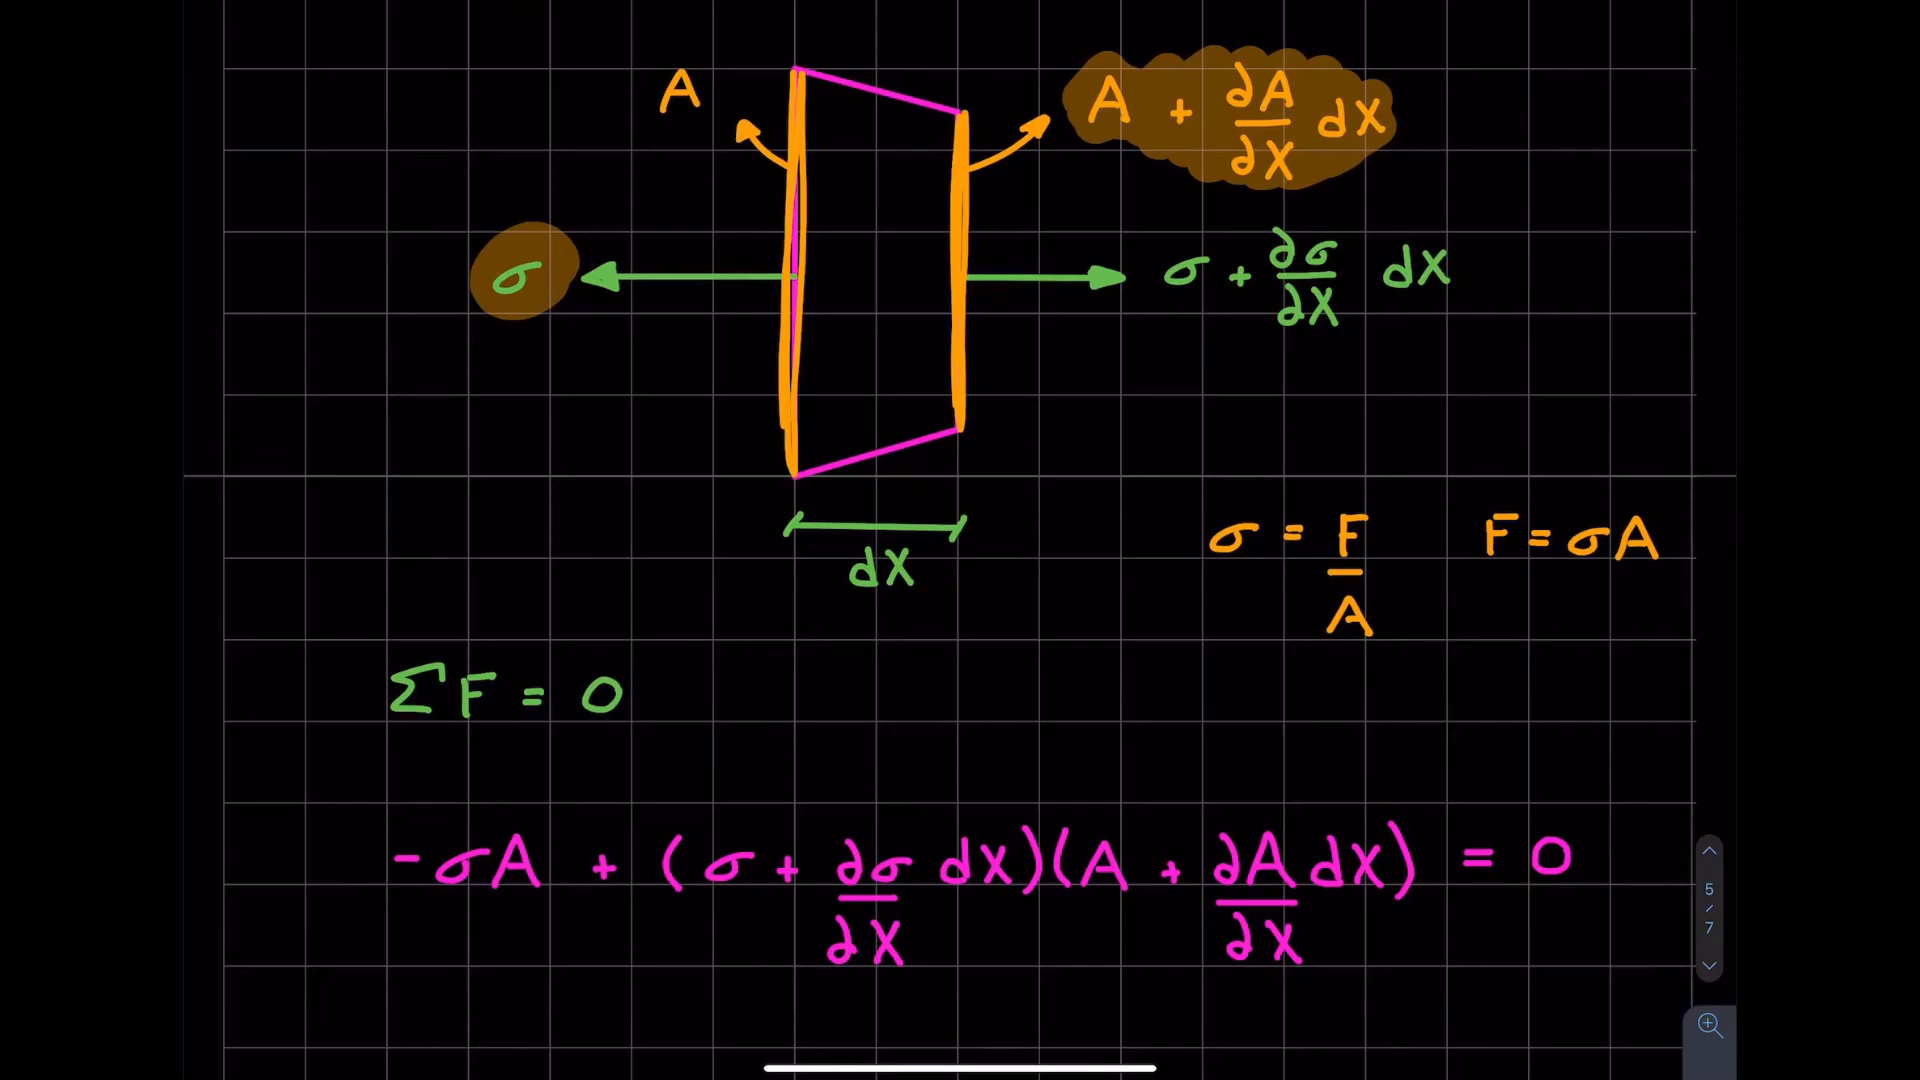 A
A + ∂A/∂X dX
σ
σ + ∂σ/∂X dX
dX
σ = F/A
F = σA
ΣF = 0
-σA + (σ + ∂σ/∂X dX)(A + ∂A/∂X dX) = 0
5
/
7